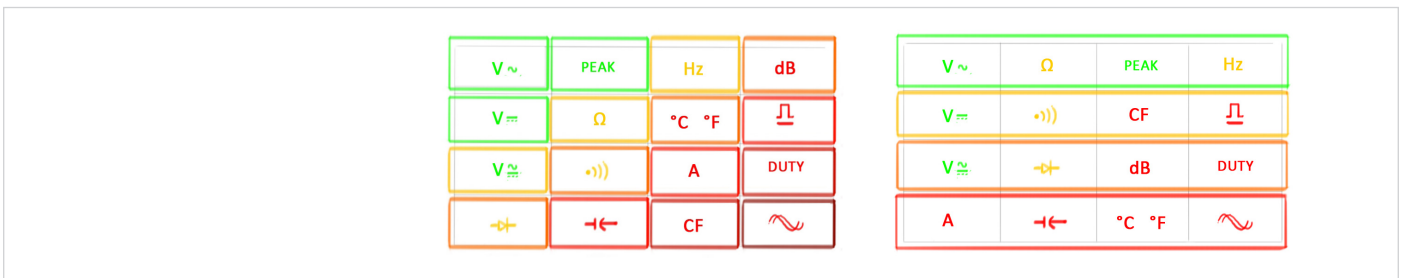 V ~ PEAK Hz dB
V ⎓ Ω °C °F
V A DUTY
CF
V ~ Ω PEAK Hz
V ⎓ CF
V dB DUTY
A °C °F